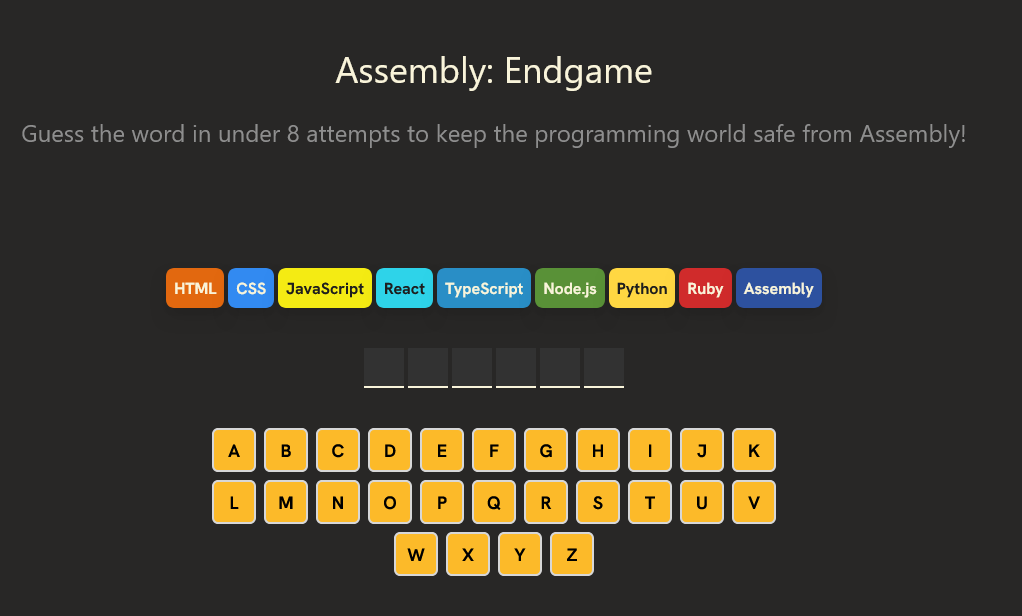 Assembly: Endgame
Guess the word in under 8 attempts to keep the programming world safe from Assembly!
HTML CSS JavaScript React TypeScript Node.js Python Ruby Assembly
A B C D E F G H I J K
L M N O P Q R S T U V
W X Y Z